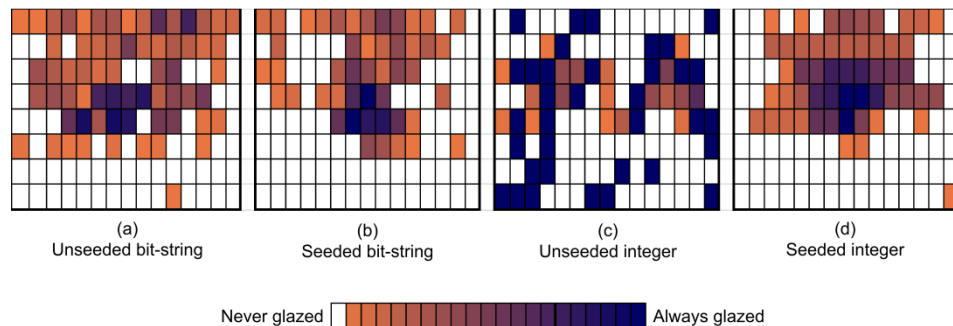 (a)
Unseeded bit-string
(b)
Seeded bit-string
(c)
Unseeded integer
(d)
Seeded integer
Never glazed
Always glazed